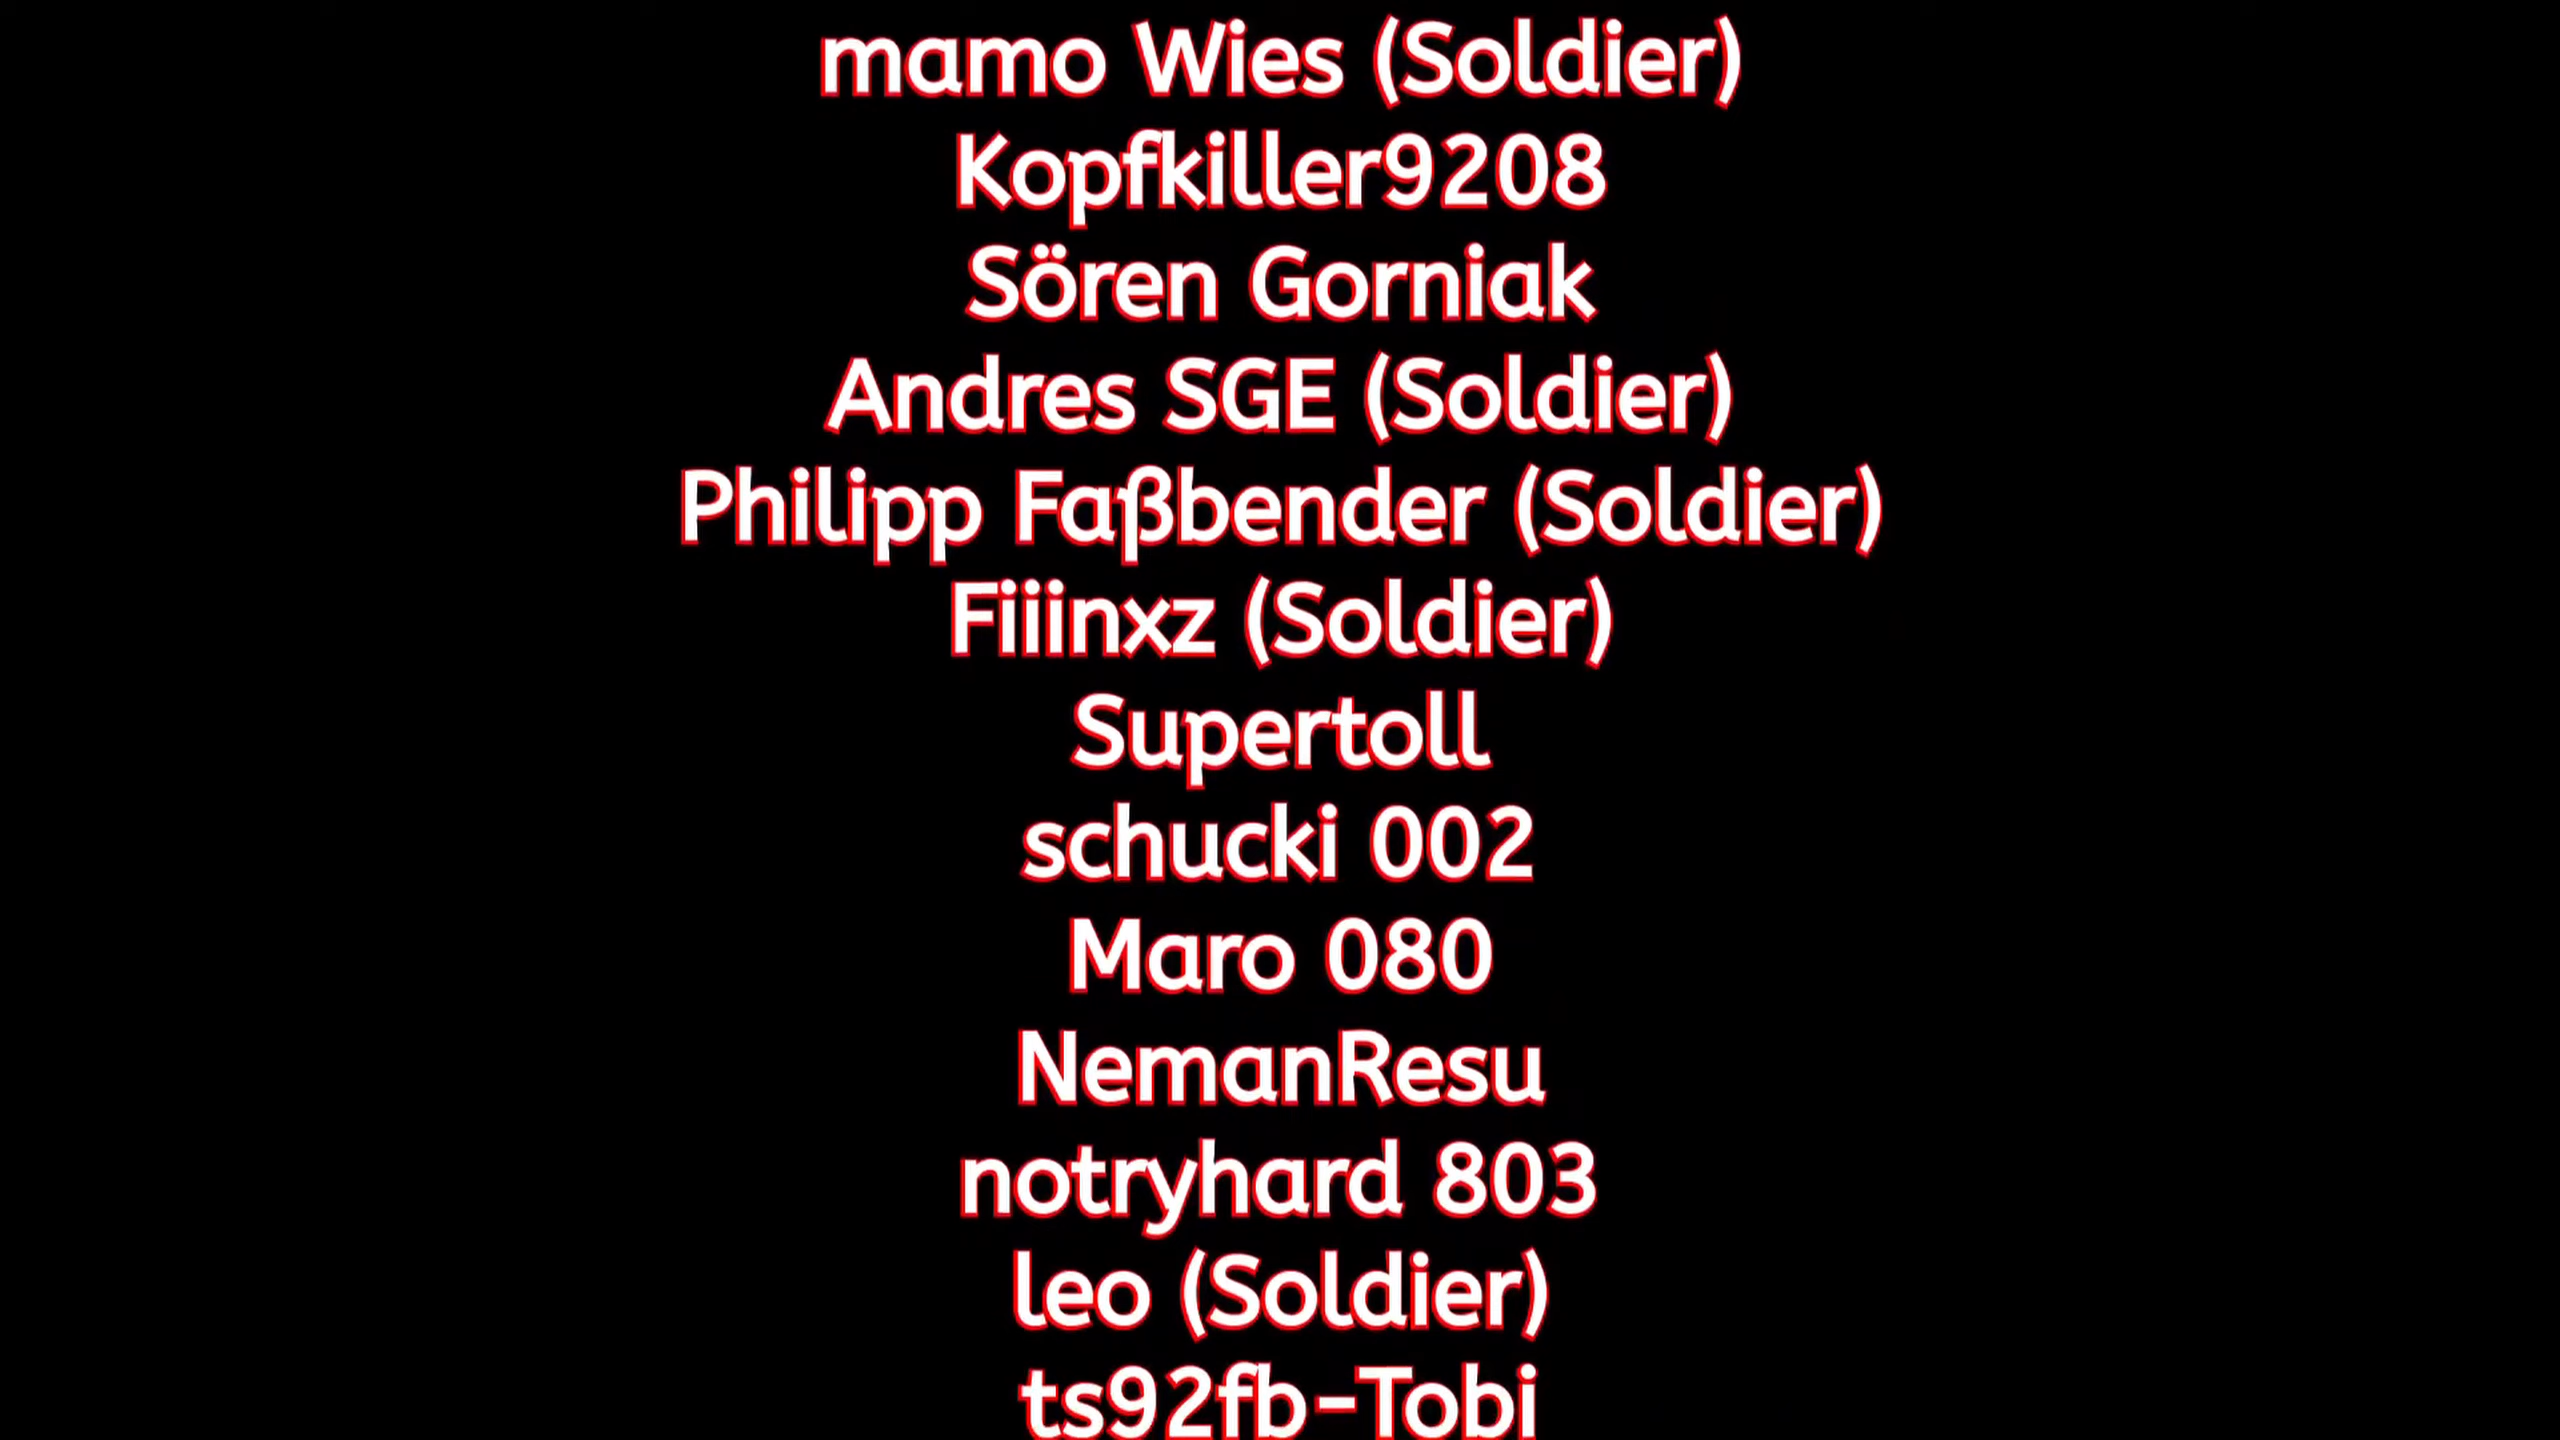 mamo Wies (Soldier)
Kopfkiller9208
Sören Gorniak
Andres SGE (Soldier)
Philipp Faßbender (Soldier)
Fiiinxz (Soldier)
Supertoll
schucki 002
Maro 080
NemanResu
notryhard 803
leo (Soldier)
ts92fb-Tobi